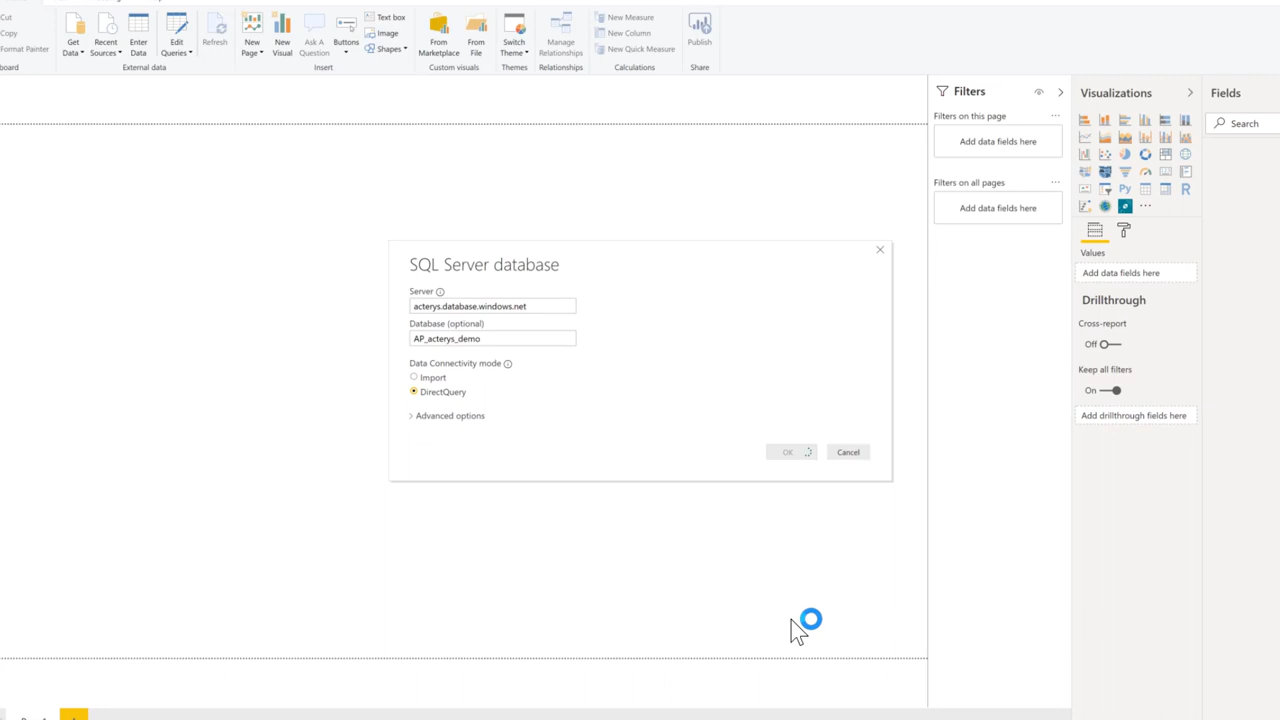 Cut
Copy
Format Painter
board
Get Data
Recent Sources
Enter Data
Edit Queries
External data
Refresh
New Page
New Visual
Ask A Question
Buttons
Text box
Image
Shapes
Insert
From Marketplace
From File
Custom visuals
Switch Theme
Themes
Manage Relationships
Relationships
New Measure
New Column
New Quick Measure
Calculations
Publish
Share
Filters
Filters on this page
Add data fields here
Filters on all pages
Add data fields here
Visualizations
Py
R
Values
Add data fields here
Drillthrough
Cross-report
Off
Keep all filters
On
Add drillthrough fields here
Fields
Search
SQL Server database
Server
acterys.database.windows.net
Database (optional)
AP_acterys_demo
Data Connectivity mode
Import
DirectQuery
Advanced options
OK
Cancel